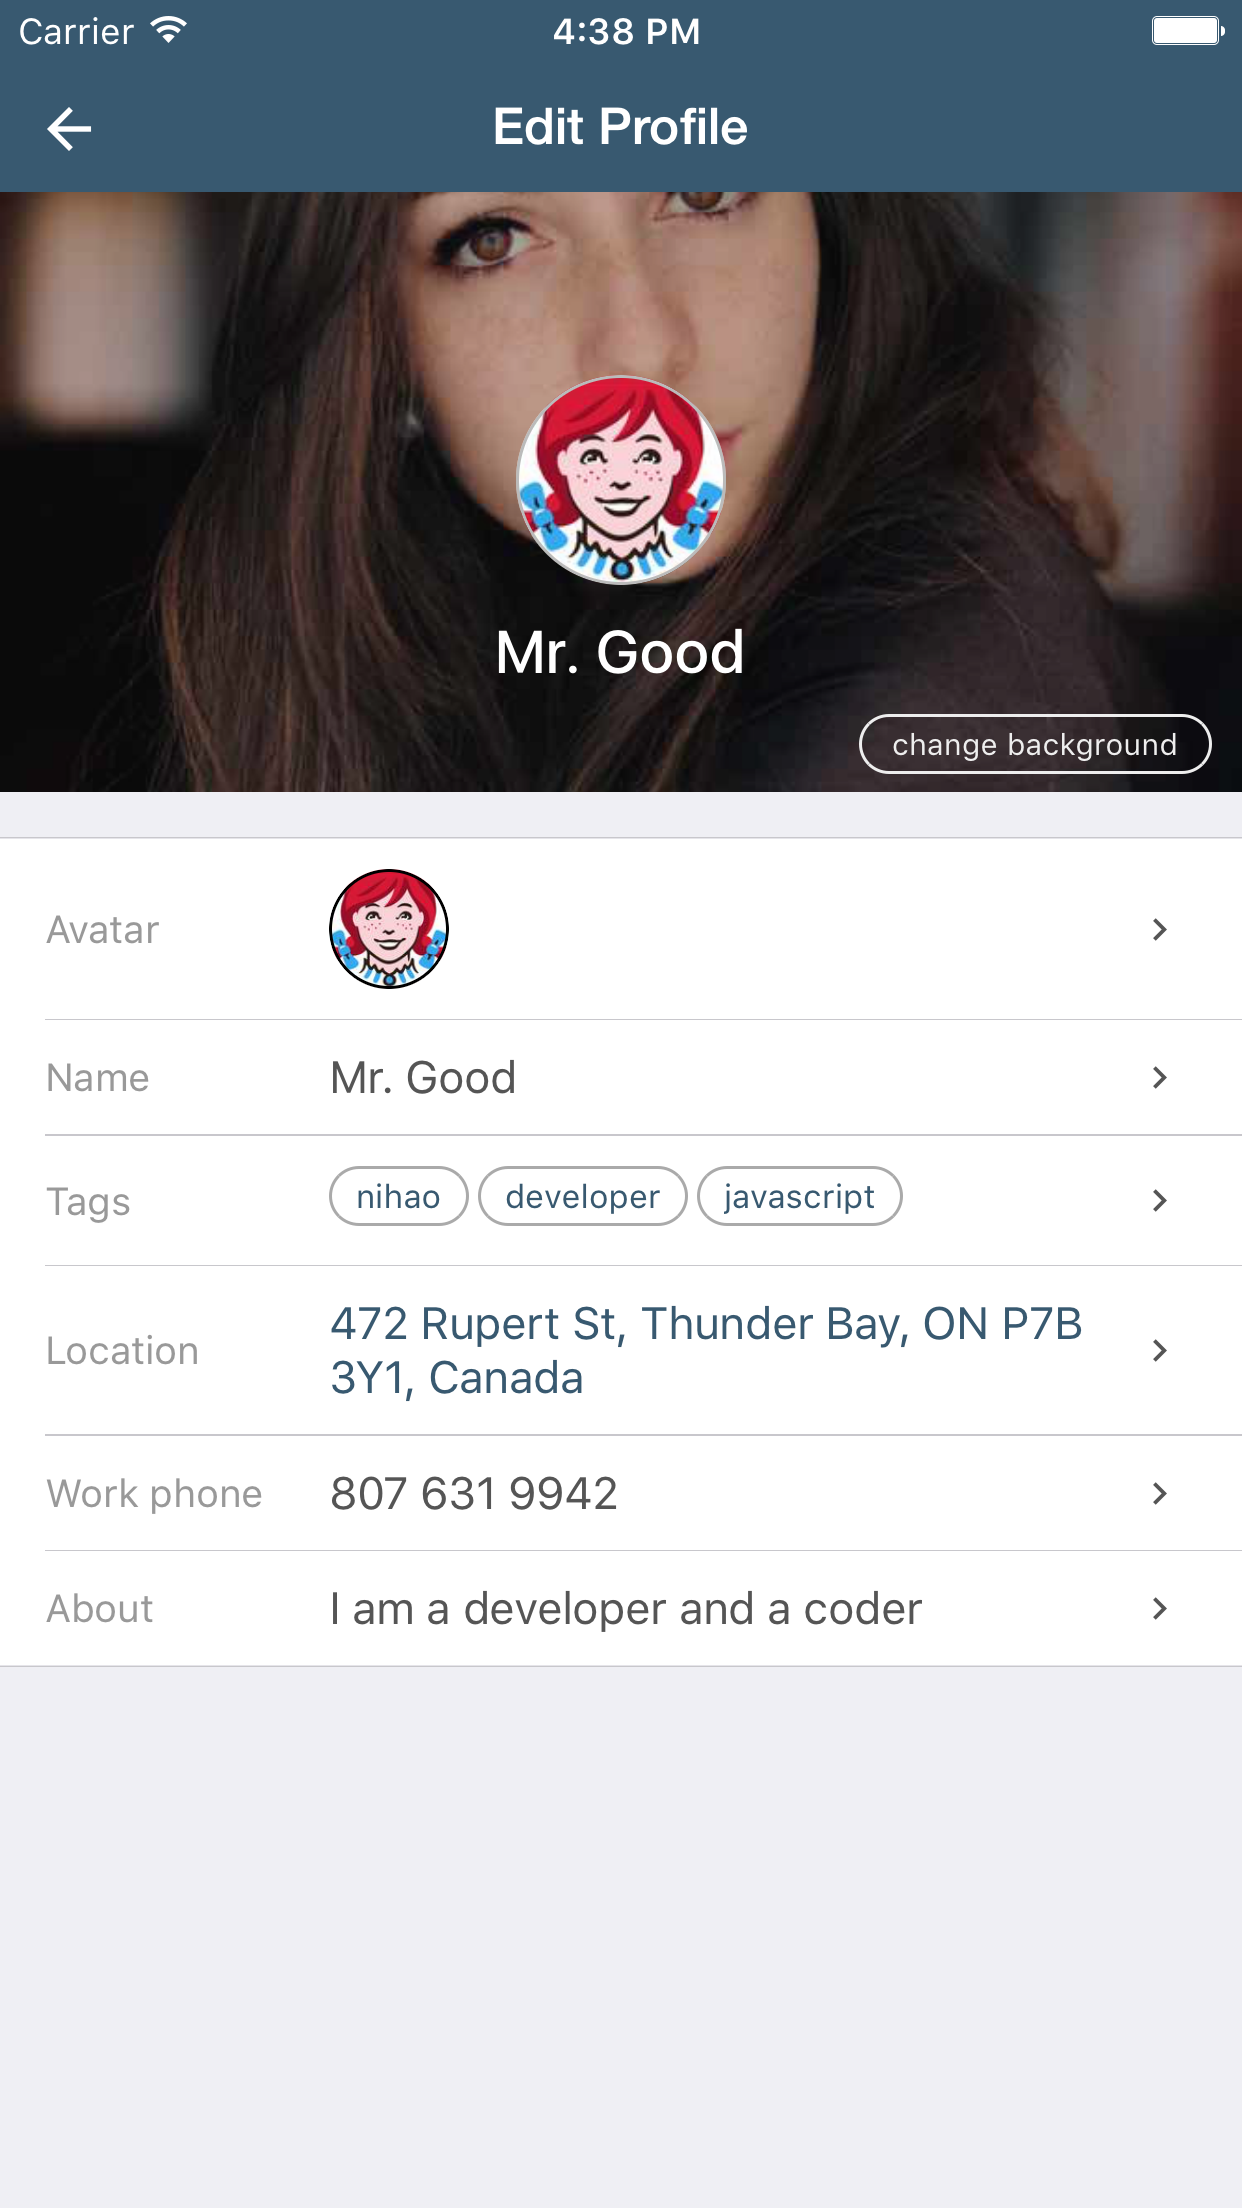 Carrier 4:38 PM
Edit Profile
Mr. Good
change background
Avatar
Name Mr. Good
Tags nihao developer javascript
Location 472 Rupert St, Thunder Bay, ON P7B
3Y1, Canada
Work phone 807 631 9942
About I am a developer and a coder